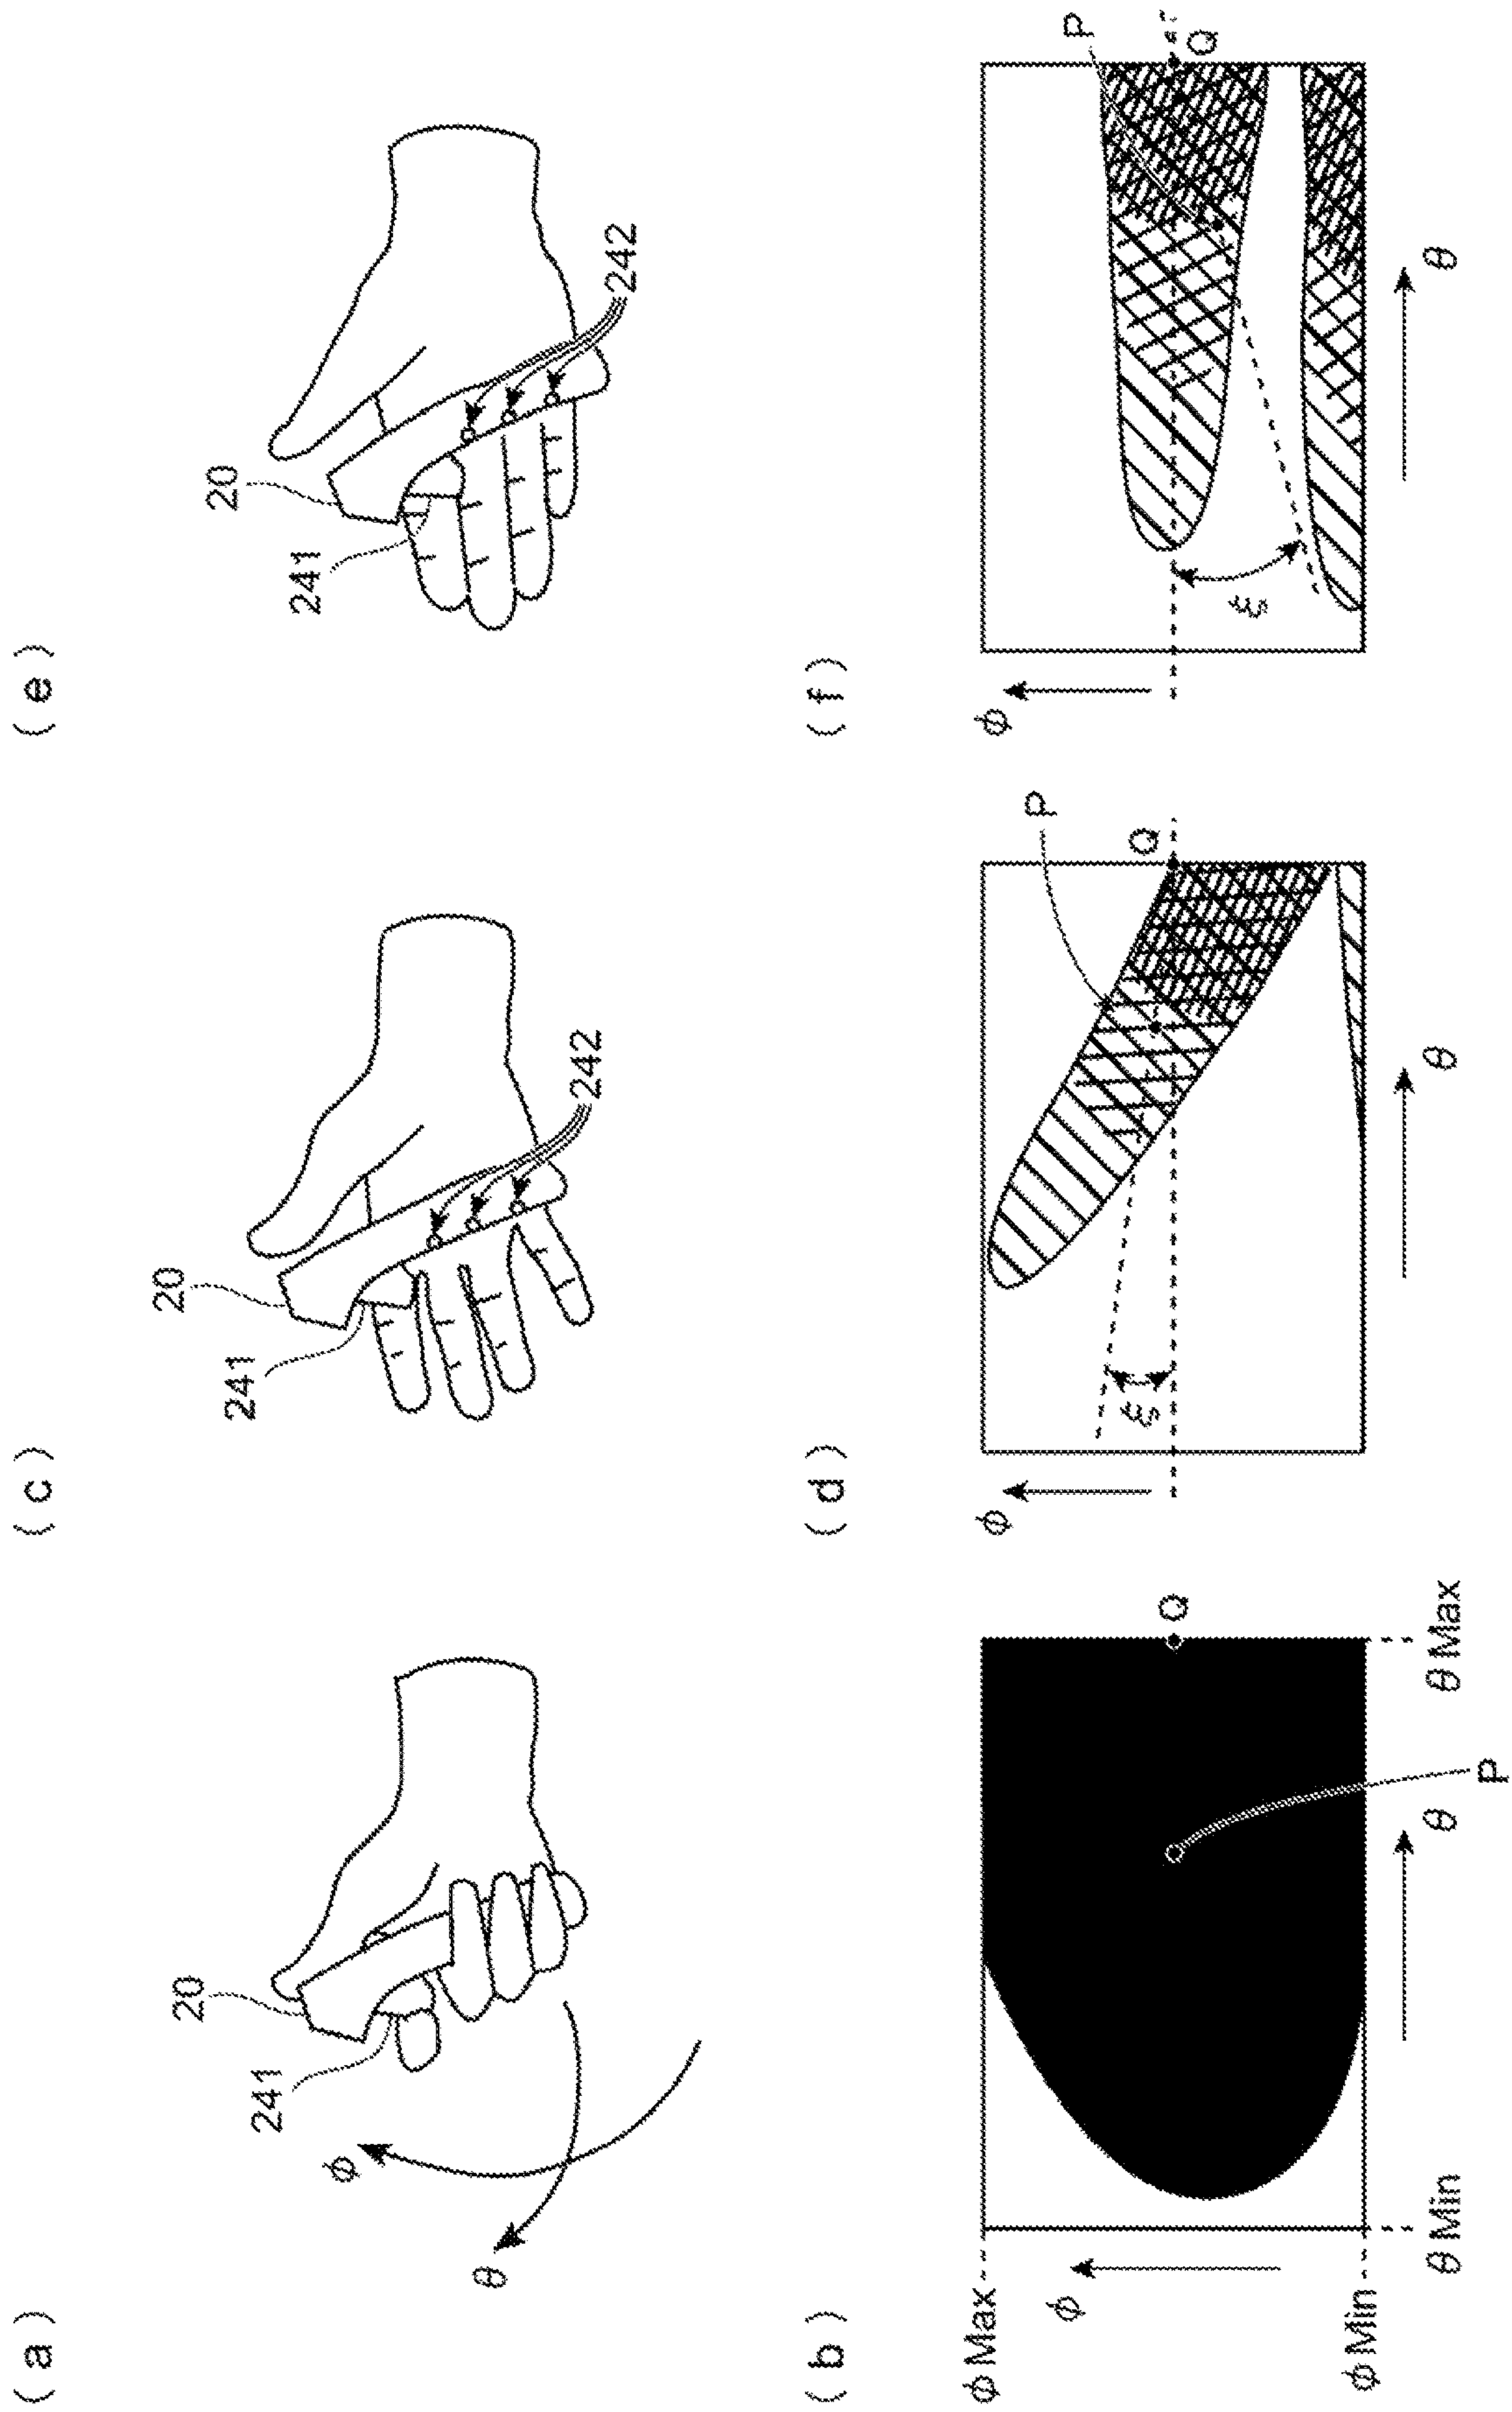 ( a )
20
241
φ
θ
( b )
φ Max
φ
φ Min
Q
P
θ
θ Min
θ Max
( c )
20
241
242
( d )
φ
ξ
P
Q
θ
( e )
20
241
242
( f )
φ
ξ
P
Q
θ